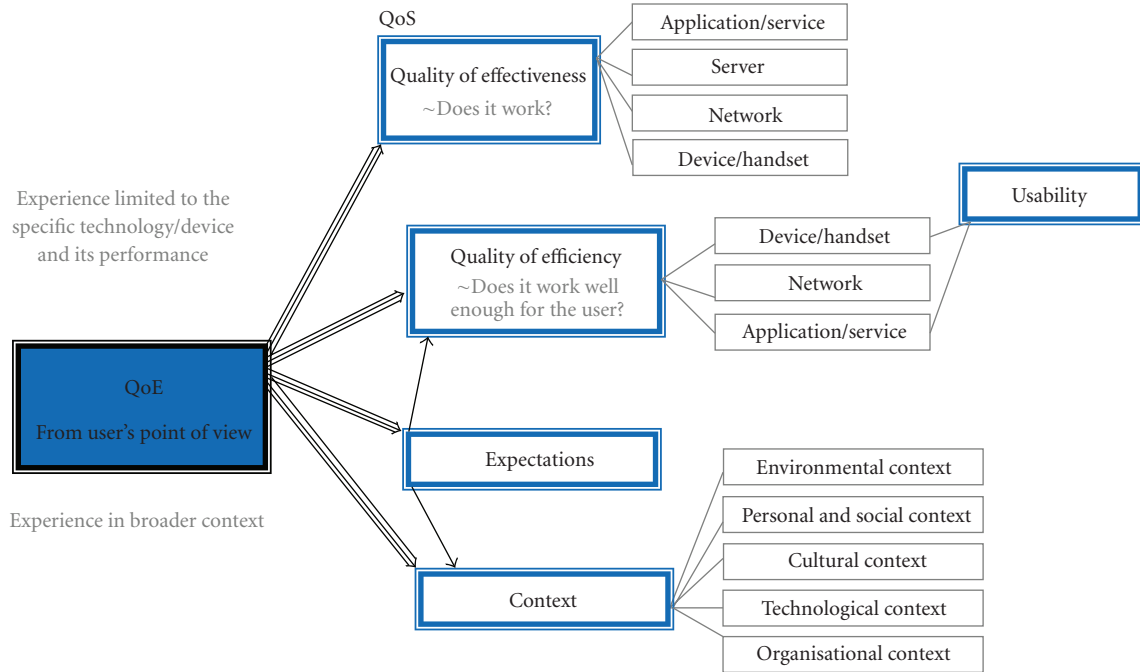 QoS
Quality of effectiveness
~Does it work?
Application/service
Server
Network
Device/handset
Experience limited to the
specific technology/device
and its performance
Quality of efficiency
~Does it work well
enough for the user?
Device/handset
Network
Application/service
Usability
QoE
From user's point of view
Expectations
Experience in broader context
Context
Environmental context
Personal and social context
Cultural context
Technological context
Organisational context